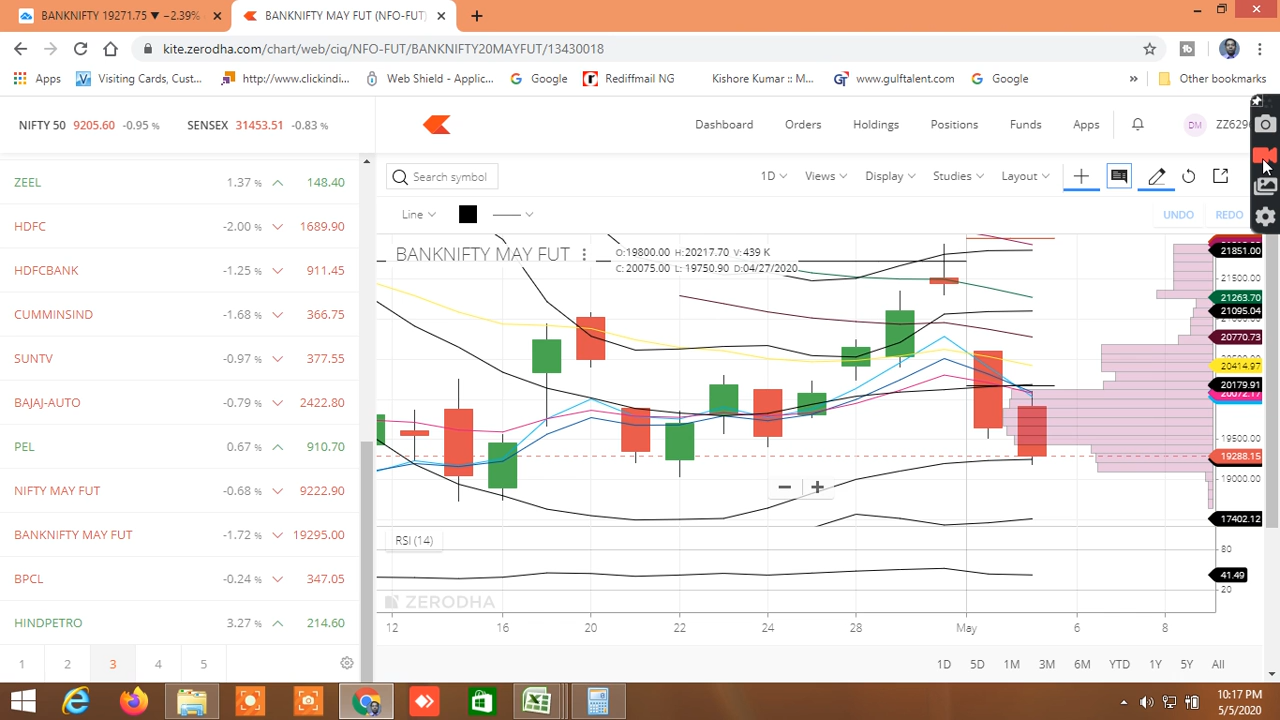 BANKNIFTY 19271.75 ▼ −2.39% ×
BANKNIFTY MAY FUT (NFO-FUT) ×
kite.zerodha.com/chart/web/ciq/NFO-FUT/BANKNIFTY20MAYFUT/13430018
Apps Visiting Cards, Cust... http://www.clickindi... Web Shield - Applic... Google Rediffmail NG Kishore Kumar :: M... www.gulftalent.com Google » Other bookmarks
NIFTY 50 9205.60 -0.95 % SENSEX 31453.51 -0.83 %
Dashboard Orders Holdings Positions Funds Apps DM
ZEEL 1.37 % 148.40
HDFC -2.00 % 1689.90
HDFCBANK -1.25 % 911.45
CUMMINSIND -1.68 % 366.75
SUNTV -0.97 % 377.55
BAJAJ-AUTO -0.79 % 2423.80
PEL 0.67 % 910.70
NIFTY MAY FUT -0.68 % 9222.90
BANKNIFTY MAY FUT -1.72 % 19295.00
BPCL -0.24 % 347.05
HINDPETRO 3.27 % 214.60
1 2 3 4 5
Search symbol 1D Views Display Studies Layout
Line UNDO REDO
BANKNIFTY MAY FUT
O:19800.00 H:20217.70 V:439 K
C:20075.00 L: 19750.90 D:04/27/2020
21851.00
21500.00
21263.70
21095.04
20770.73
20414.97
20179.91
20072.17
19500.00
19288.15
19000.00
17402.12
RSI (14)
80
41.49
20
ZERODHA
12 16 20 22 24 28 May 6 8
1D 5D 1M 3M 6M YTD 1Y 5Y All
10:17 PM
5/5/2020